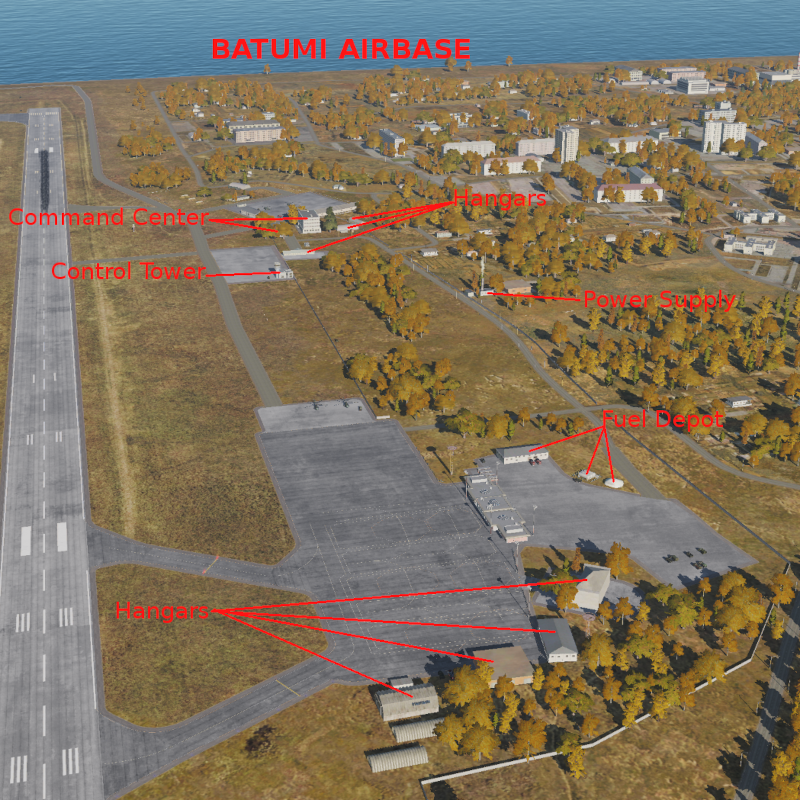 BATUMI AIRBASE
Hangars
Command Center
Control Tower
Power Supply
Fuel Depot
Hangars